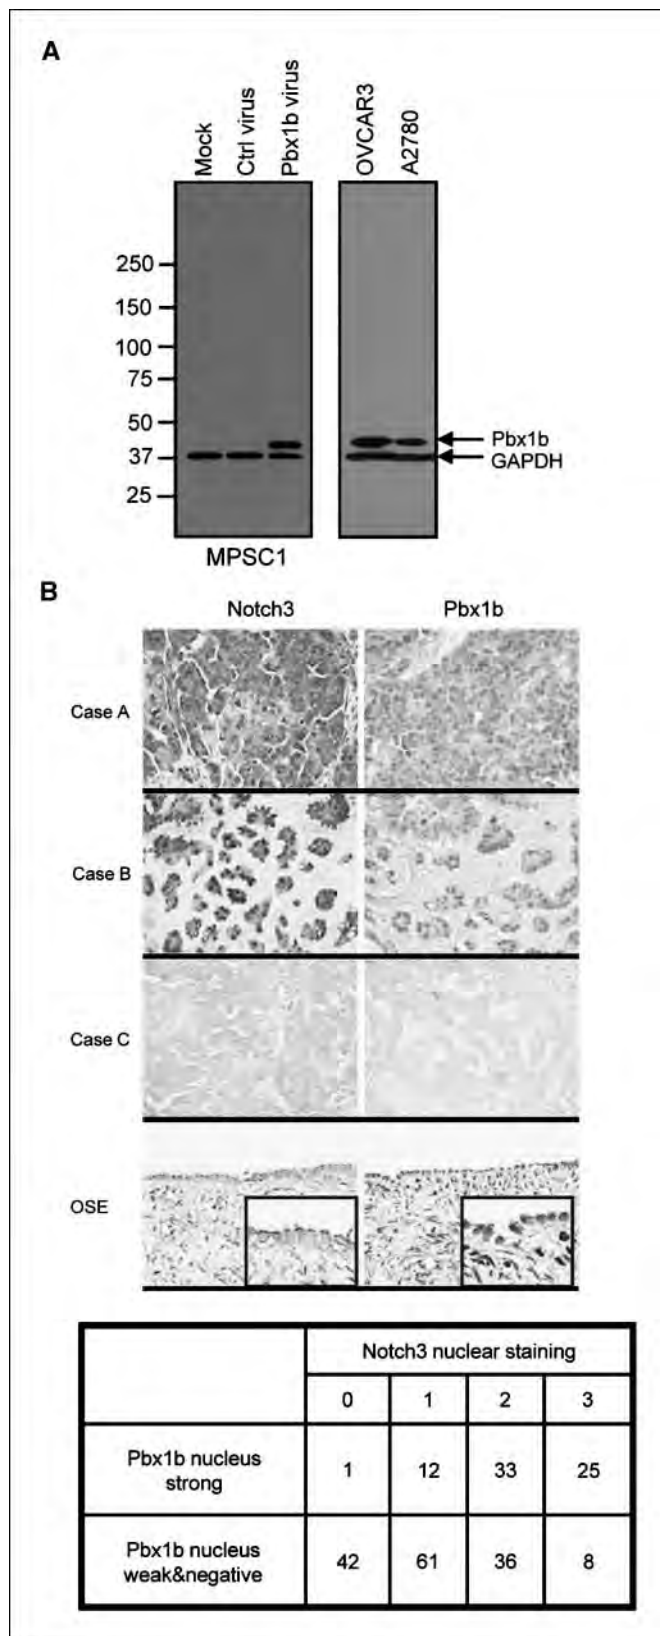 A
Mock
Ctrl virus
Pbx1b virus
OVCAR3
A2780
250
150
100
75
50
37
25
Pbx1b
GAPDH
MPSC1
B
Notch3 Pbx1b
Case A
Case B
Case C
OSE
Notch3 nuclear staining
0 1 2 3
Pbx1b nucleus
strong
1 12 33 25
Pbx1b nucleus
weak&negative
42 61 36 8